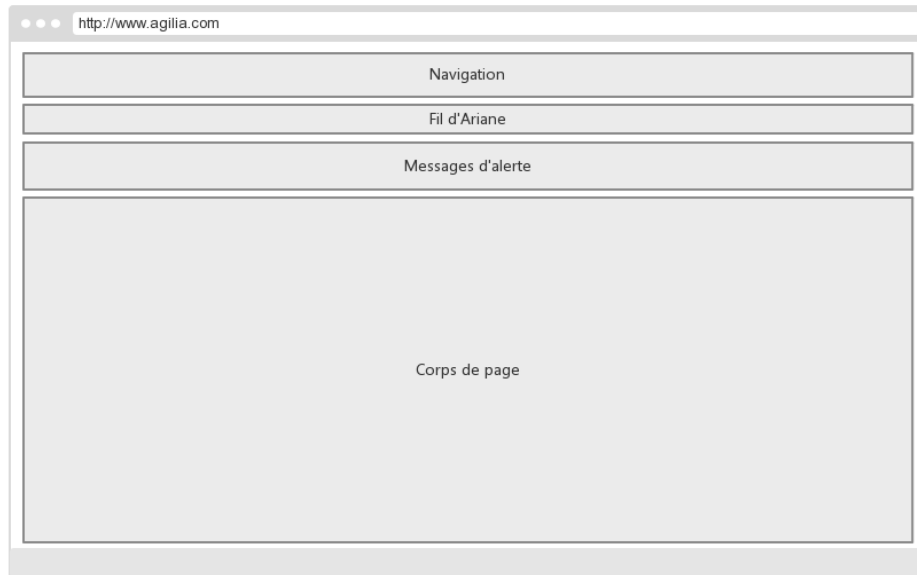 http://www.agilia.com
Navigation
Fil d'Ariane
Messages d'alerte
Corps de page